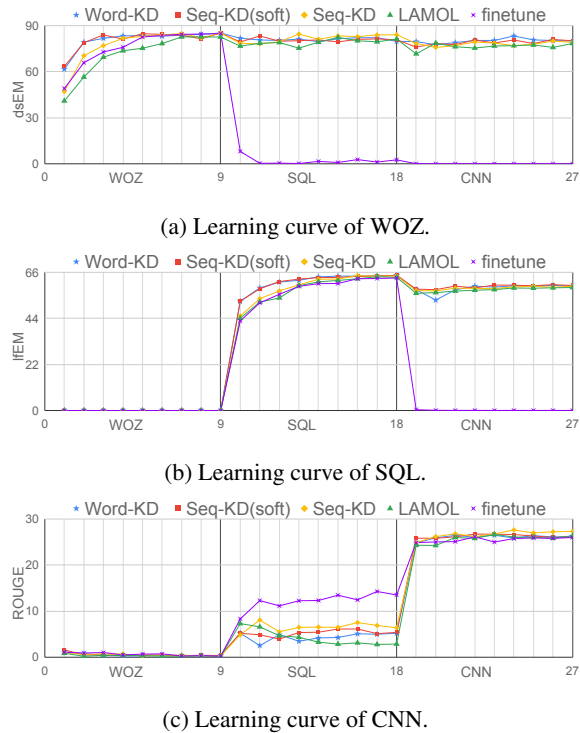 Word-KD Seq-KD(soft) Seq-KD LAMOL finetune
90
60
30
0
dsEM
0 WOZ 9 SQL 18 CNN 27
(a) Learning curve of WOZ.
Word-KD Seq-KD(soft) Seq-KD LAMOL finetune
66
44
22
0
lfEM
0 WOZ 9 SQL 18 CNN 27
(b) Learning curve of SQL.
Word-KD Seq-KD(soft) Seq-KD LAMOL finetune
30
20
10
0
ROUGE
0 WOZ 9 SQL 18 CNN 27
(c) Learning curve of CNN.